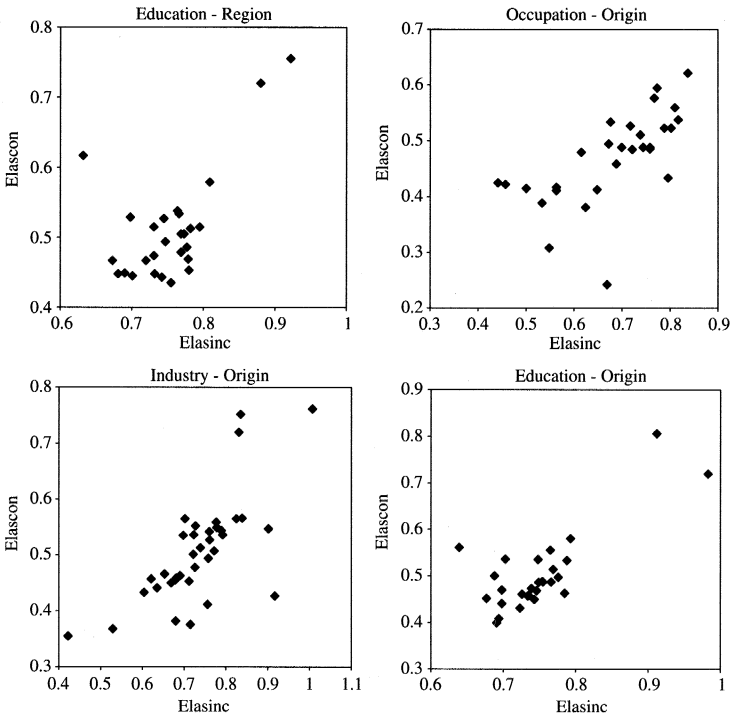 Education - Region
0.8
0.7
0.6
0.5
0.4
Elascon
0.6 0.7 0.8 0.9 1
Elasinc
Occupation - Origin
0.7
0.6
0.5
0.4
0.3
0.2
Elascon
0.3 0.4 0.5 0.6 0.7 0.8 0.9
Elasinc
Industry - Origin
0.8
0.7
0.6
0.5
0.4
0.3
Elascon
0.4 0.5 0.6 0.7 0.8 0.9 1 1.1
Elasinc
Education - Origin
0.9
0.8
0.7
0.6
0.5
0.4
0.3
Elascon
0.6 0.7 0.8 0.9 1
Elasinc